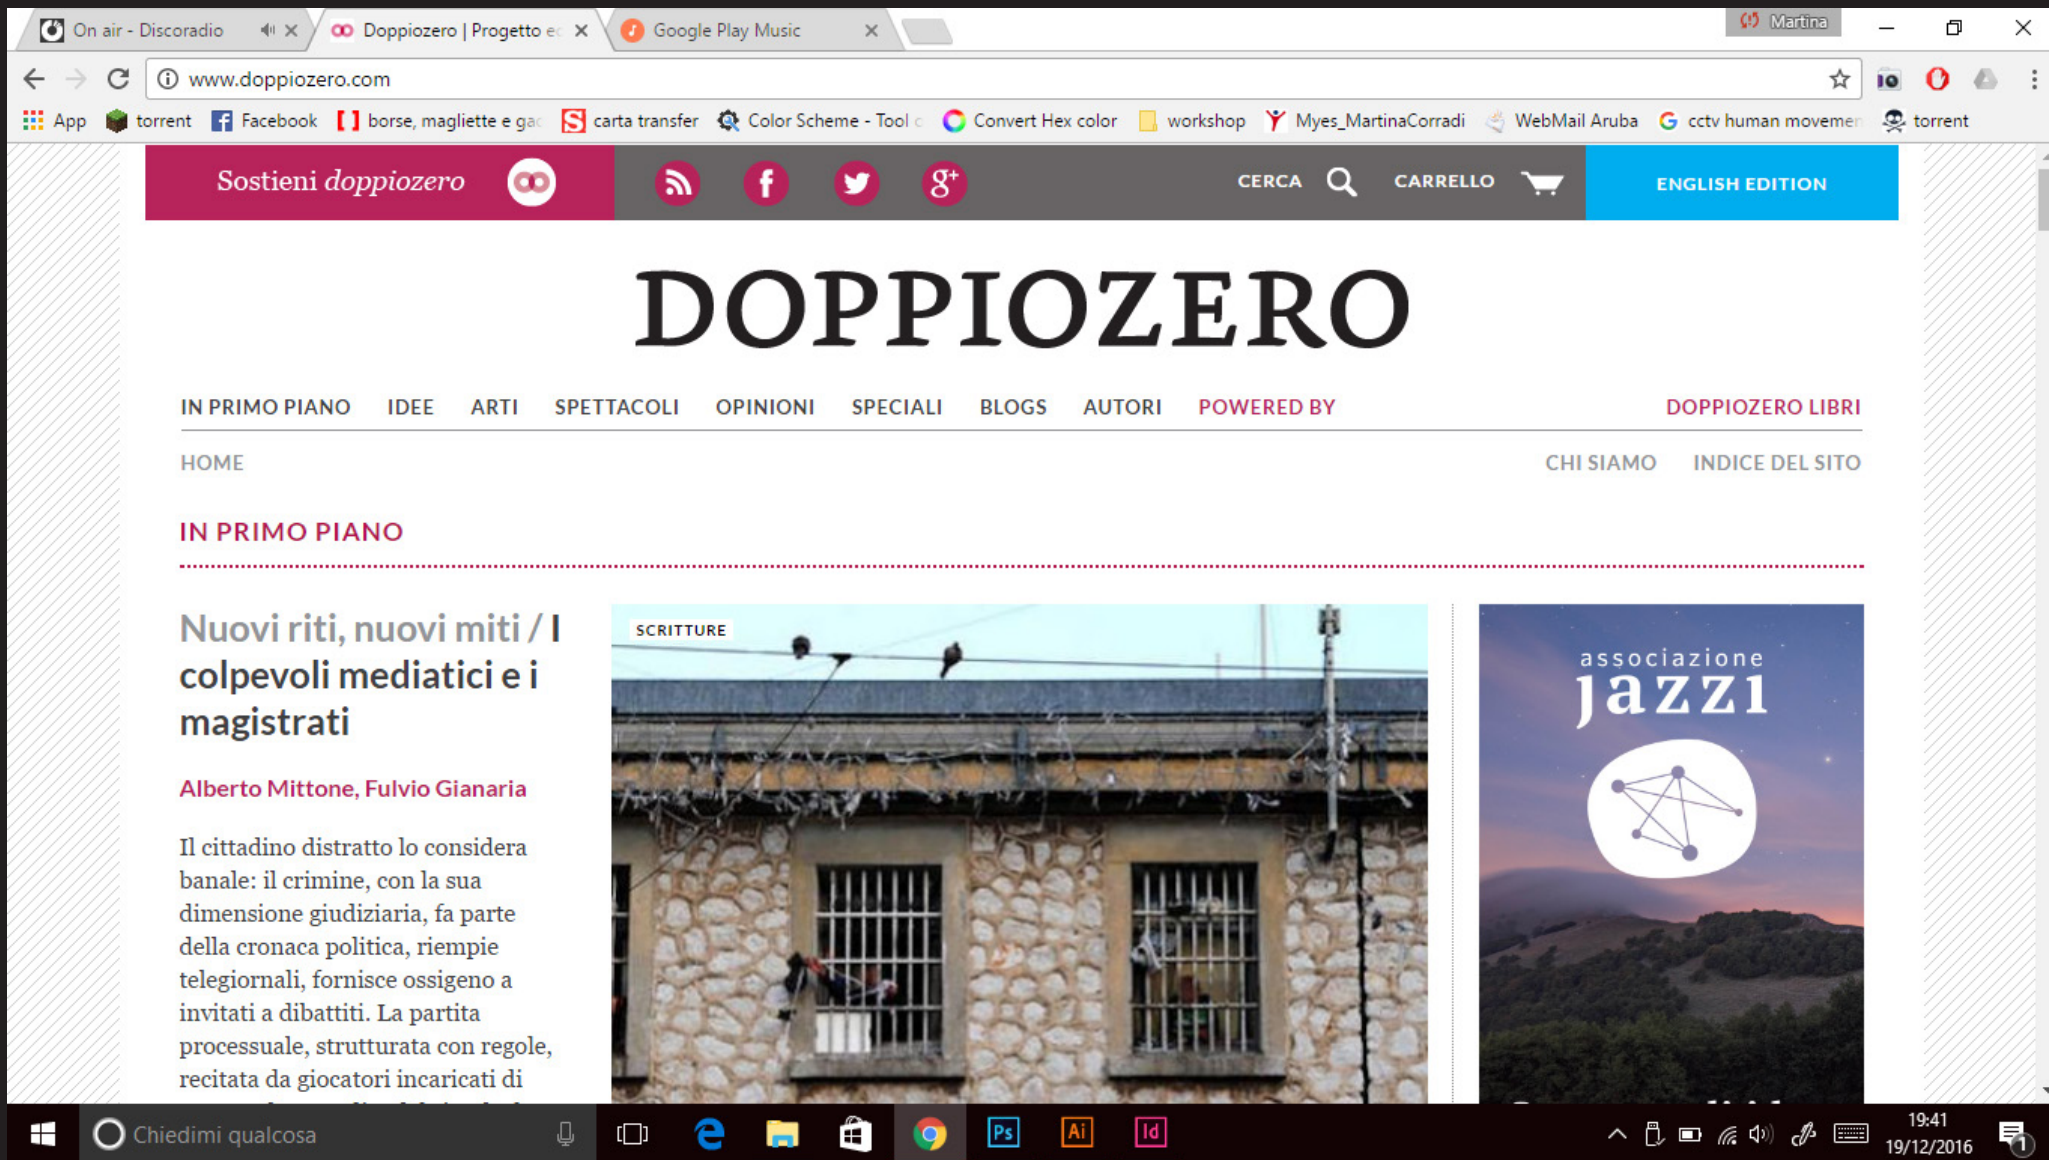 On air - Discoradio
Doppiozero | Progetto
Google Play Music
Martina
www.doppiozero.com
App
torrent
Facebook
borse, magliette e
carta transfer
Color Scheme - Tool
Convert Hex color
workshop
Myes_MartinaCorradi
WebMail Aruba
cctv human
torrent
Sostieni doppiozero
CERCA
CARRELLO
ENGLISH EDITION
DOPPIOZERO
IN PRIMO PIANO
IDEE
ARTI
SPETTACOLI
OPINIONI
SPECIALI
BLOGS
AUTORI
POWERED BY
DOPPIOZERO LIBRI
HOME
CHI SIAMO
INDICE DEL SITO
IN PRIMO PIANO
Nuovi riti, nuovi miti / I
colpevoli mediatici e i
magistrati
Alberto Mittone, Fulvio Gianaria
Il cittadino distratto lo considera
banale: il crimine, con la sua
dimensione giudiziaria, fa parte
della cronaca politica, riempie
telegiornali, fornisce ossigeno a
invitati a dibattiti. La partita
processuale, strutturata con regole,
recitata da giocatori incaricati di
SCRITTURE
associazione
jazzi
Chiedimi qualcosa
Ps
Ai
Id
19:41
19/12/2016
1